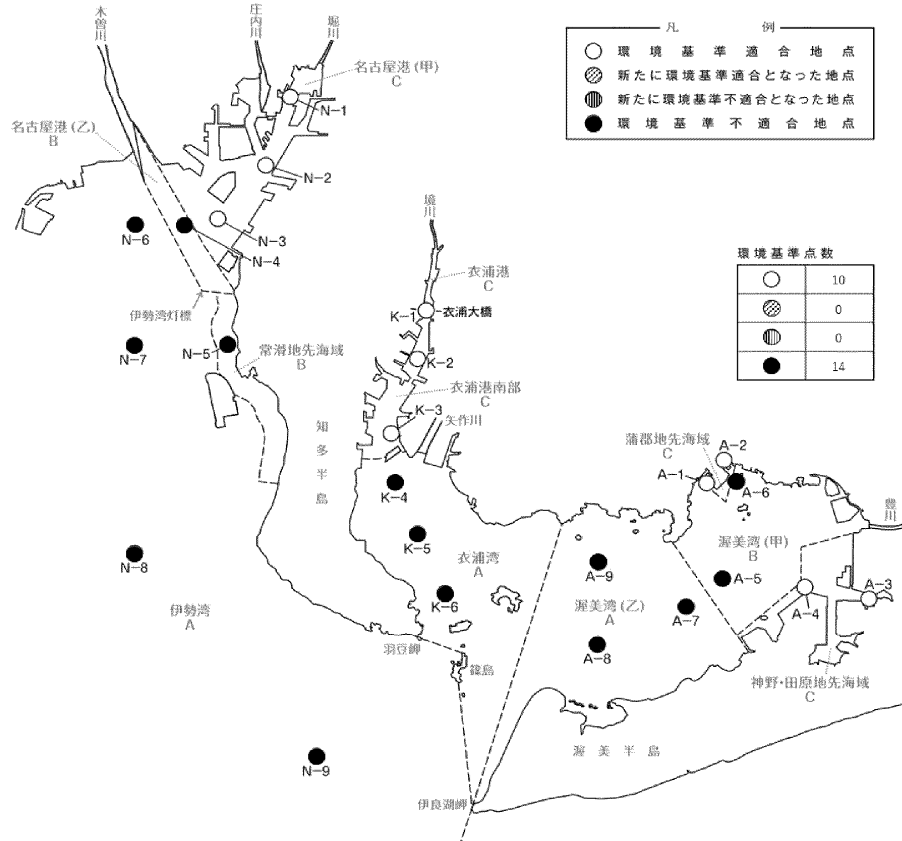 木曽川
庄内川
堀川
凡例
環境基準適合地点
新たに環境基準適合となった地点
新たに環境基準不適合となった地点
環境基準不適合地点
名古屋港(甲)
C
N-1
名古屋港(乙)
B
N-2
N-3
N-4
N-6
境川
衣浦港
C
環境基準点数
10
0
0
14
伊勢湾灯標
K-1
衣浦大橋
N-7
N-5
常滑地先海域
B
K-2
衣浦港南部
C
K-3
矢作川
知多半島
蒲郡地先海域
C
A-2
A-1
A-6
K-4
豊川
渥美湾(甲)
B
K-5
衣浦湾
A
N-8
A-9
A-5
A-3
A-4
K-6
伊勢湾
A
渥美湾(乙)
A
A-7
羽豆岬
篠島
A-8
神野・田原地先海域
C
渥美半島
N-9
伊良湖岬